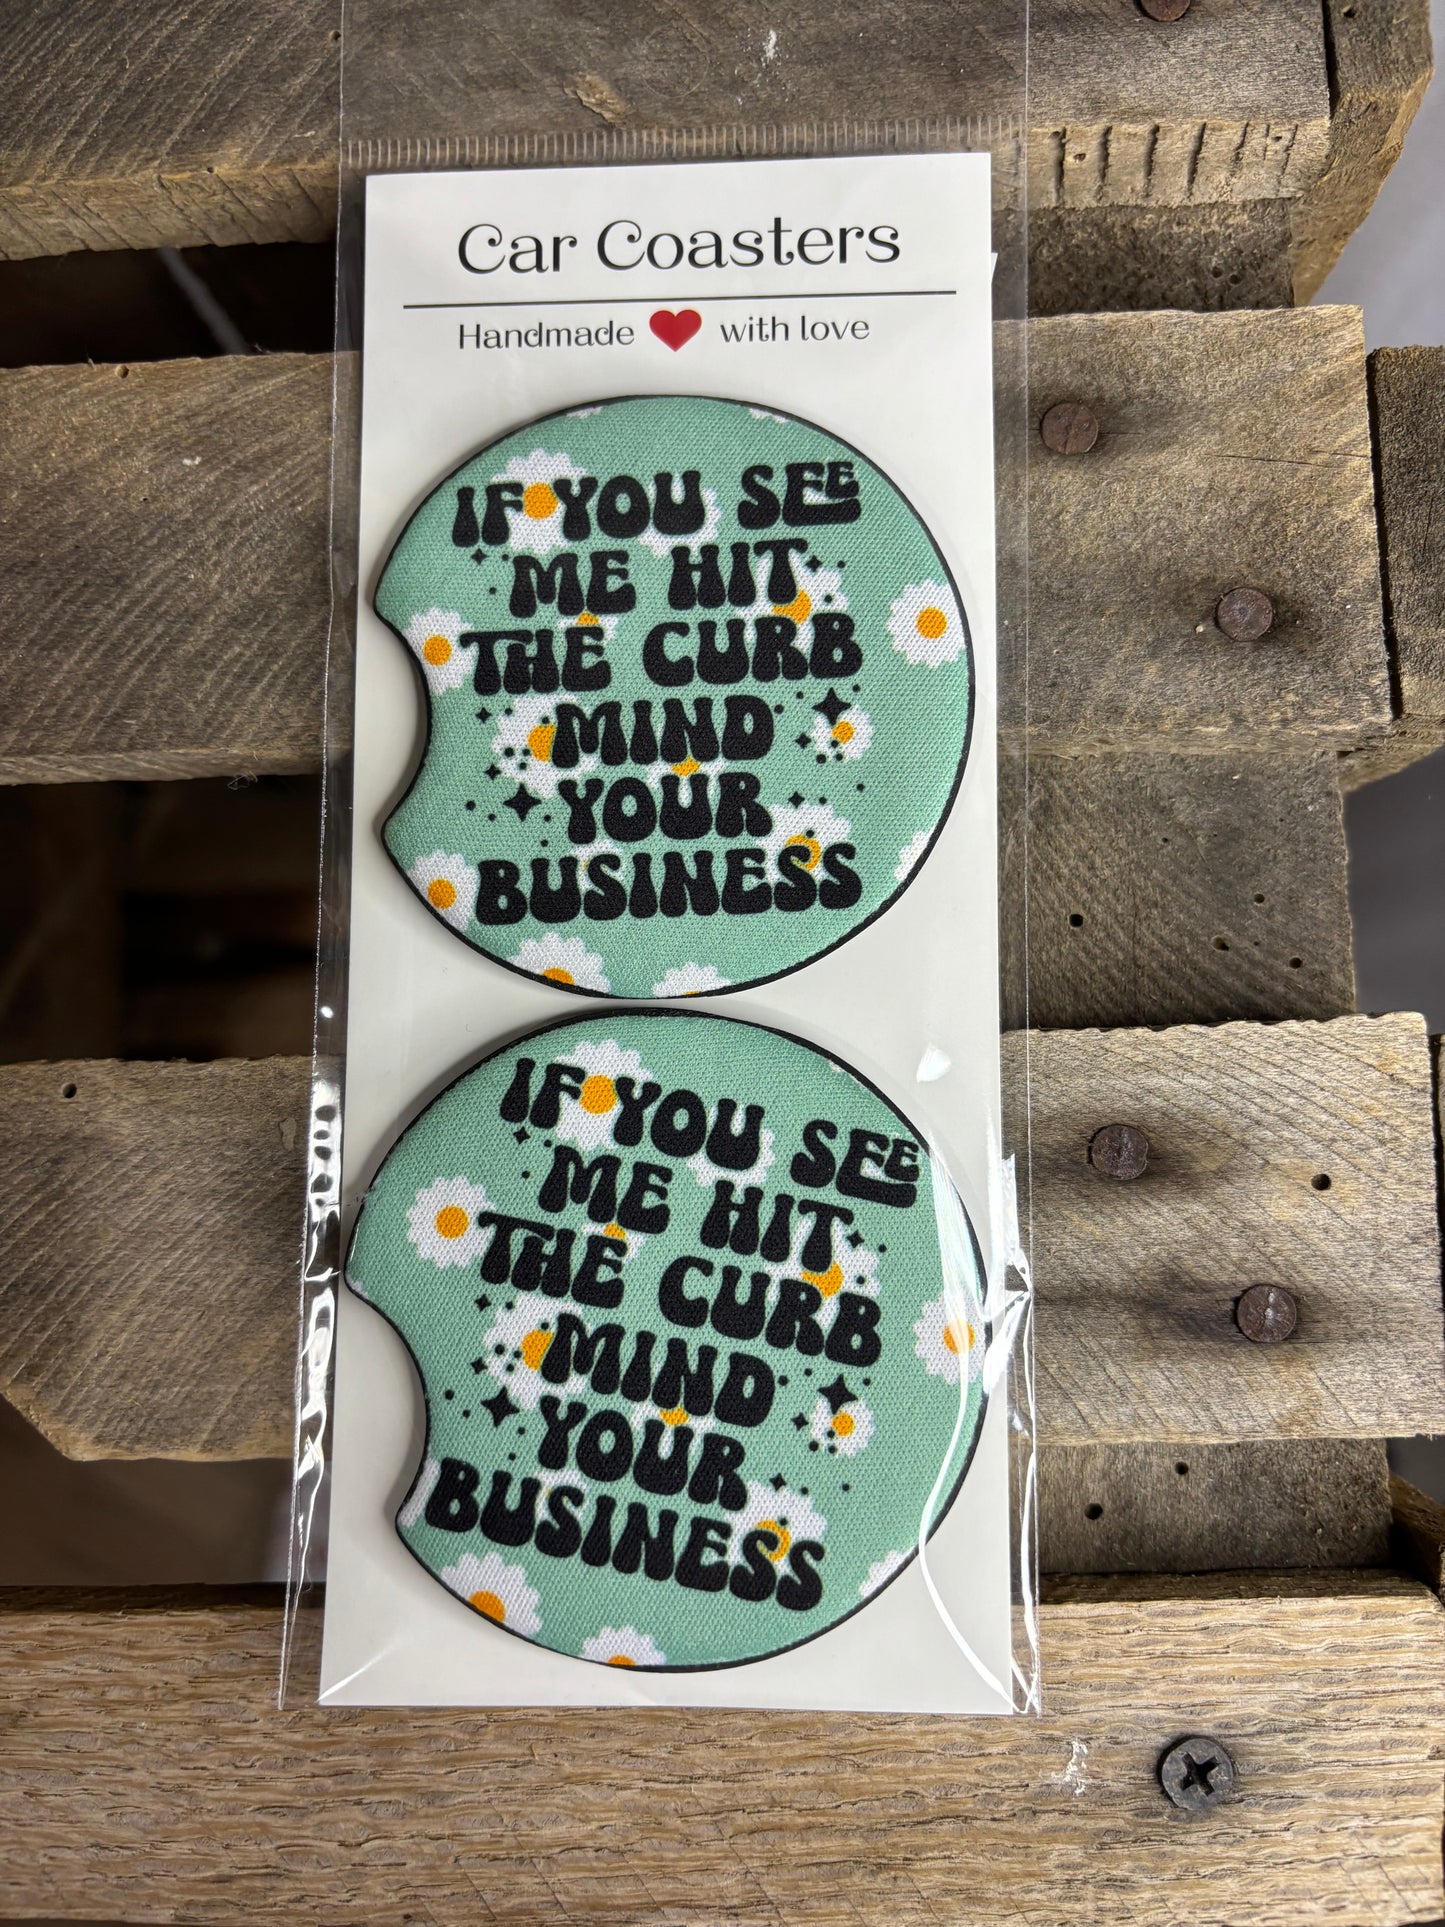 Car Coasters
Handmade with love
IF YOU SEE
ME HIT
THE CURB
MIND
YOUR
BUSINESS
IF YOU SEE
ME HIT
THE CURB
MIND
YOUR
BUSINESS